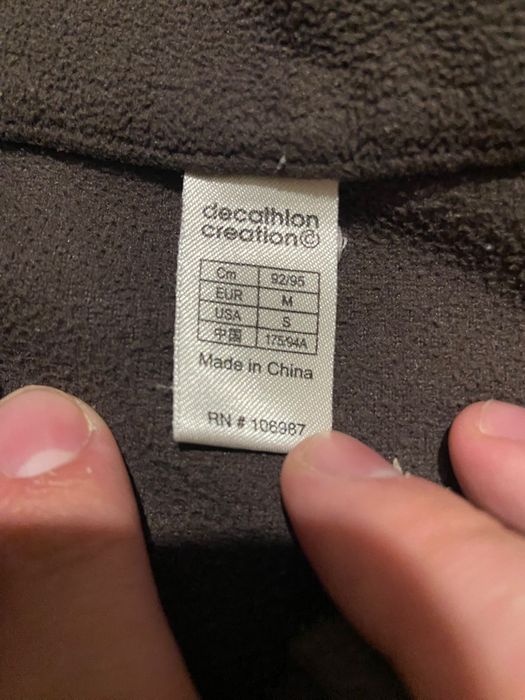 decathlon
creation©
Cm 92/95
EUR M
USA S
中国 175/94A
Made in China
RN # 106987